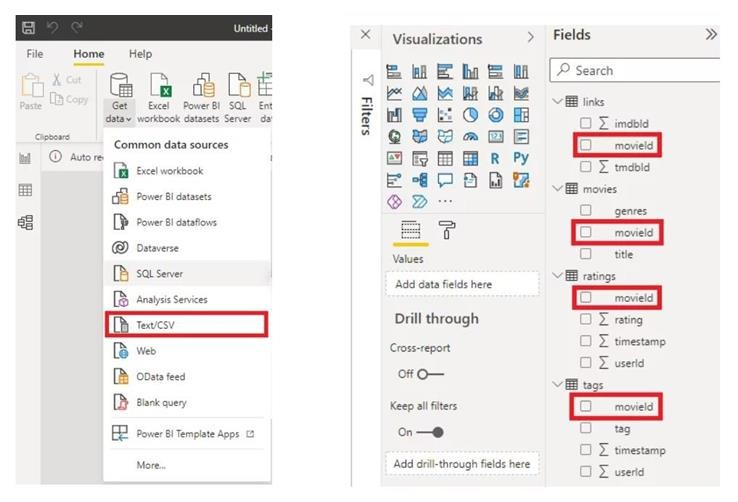 Untitled -
File Home Help
Paste
Cut
Copy
Clipboard
Get data
Excel workbook
Power BI datasets
SQL Server
Auto rec
Common data sources
Excel workbook
Power BI datasets
Power BI dataflows
Dataverse
SQL Server
Analysis Services
Text/CSV
Web
OData feed
Blank query
Power BI Template Apps
More...
Filters
Visualizations
R Py
...
Values
Add data fields here
Drill through
Cross-report
Off
Keep all filters
On
Add drill-through fields here
Fields
Search
links
∑ imdbId
movieId
∑ tmdbId
movies
genres
movieId
title
ratings
movieId
∑ rating
∑ timestamp
∑ userId
tags
movieId
tag
∑ timestamp
∑ userId